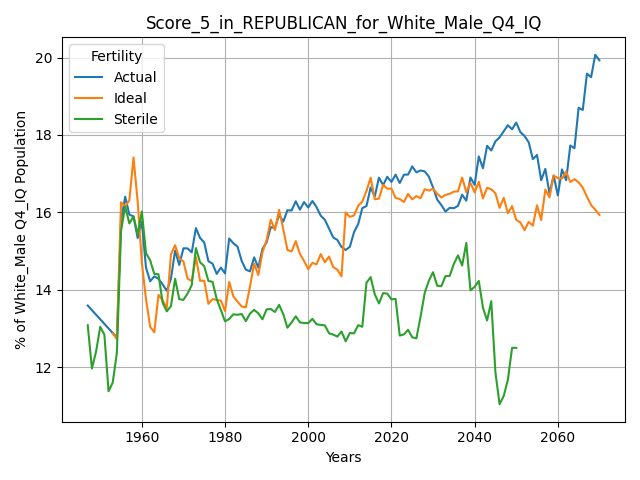 Score_5_in_REPUBLICAN_for_White_Male_Q4_IQ
Fertility
Actual
Ideal
Sterile
% of White_Male Q4_IQ Population
20
18
16
14
12
1960
1980
2000
2020
2040
2060
Years